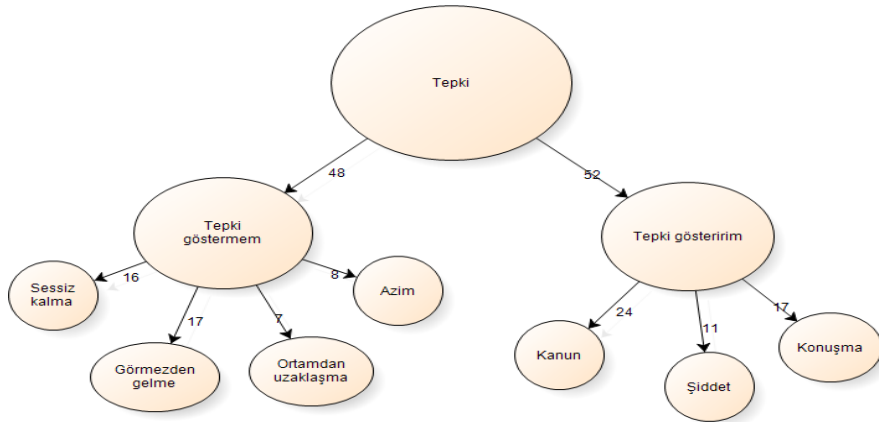 Tepki
48
52
Tepki
göstermem
Tepki gösteririm
Sessiz
kalma
16
17
7
8
Azim
Görmezden
gelme
Ortamdan
uzaklaşma
24
11
17
Kanun
Şiddet
Konuşma